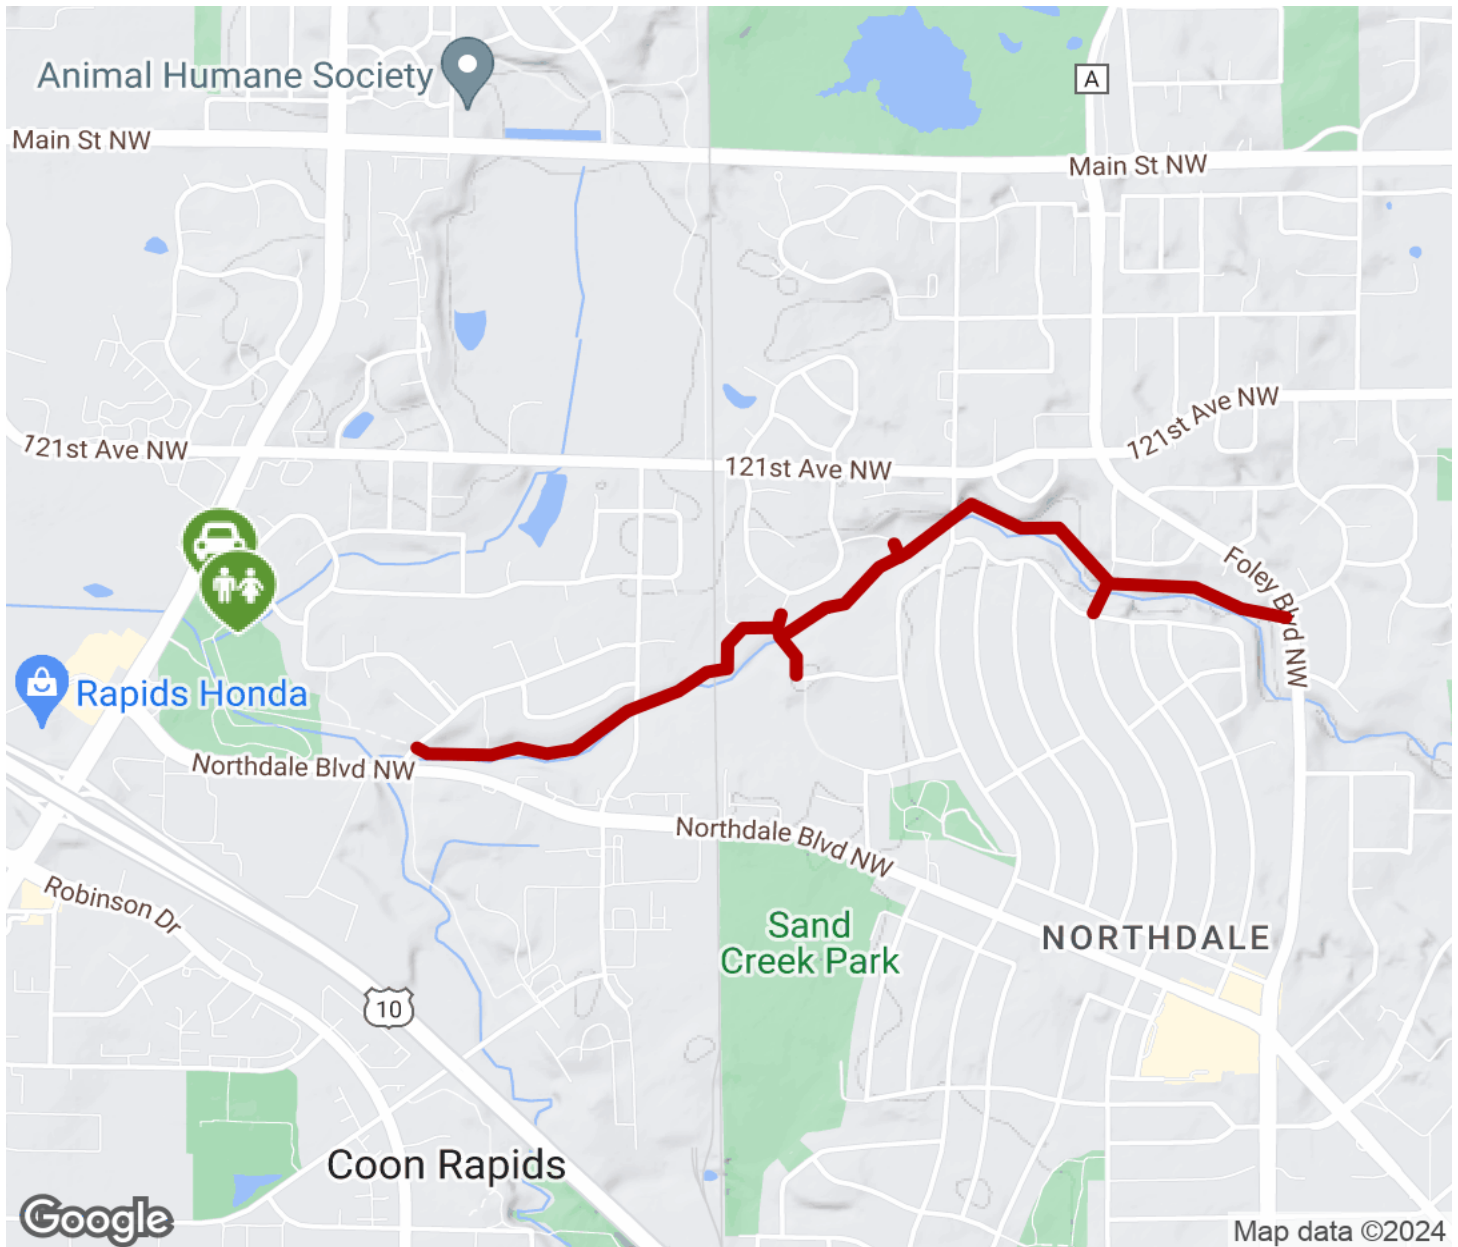 Animal Humane Society
A
Main St NW
Main St NW
121st Ave NW
121st Ave NW
121st Ave NW
Foley Blvd NW
Rapids Honda
Northdale Blvd NW
Northdale Blvd NW
Robinson Dr
Sand
Creek Park
NORTHDALE
10
Coon Rapids
Google
Map data ©2024